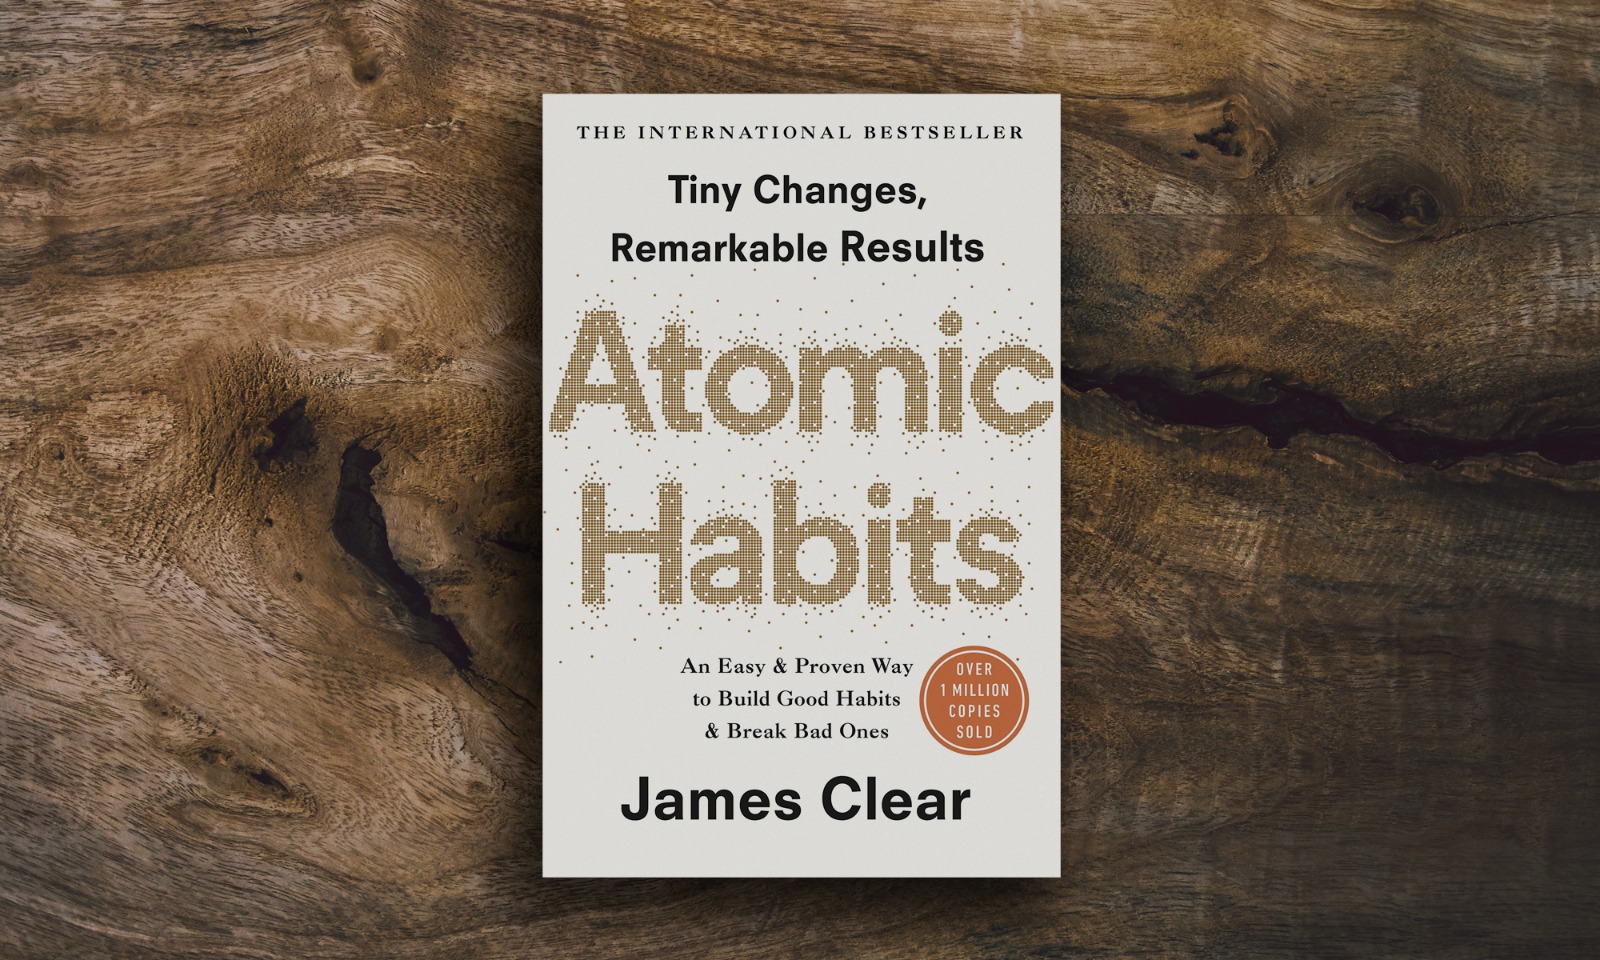 THE INTERNATIONAL BESTSELLER
Tiny Changes,
Remarkable Results
Atomic
Habits
An Easy & Proven Way
to Build Good Habits
& Break Bad Ones
OVER
1 MILLION
COPIES
SOLD
James Clear